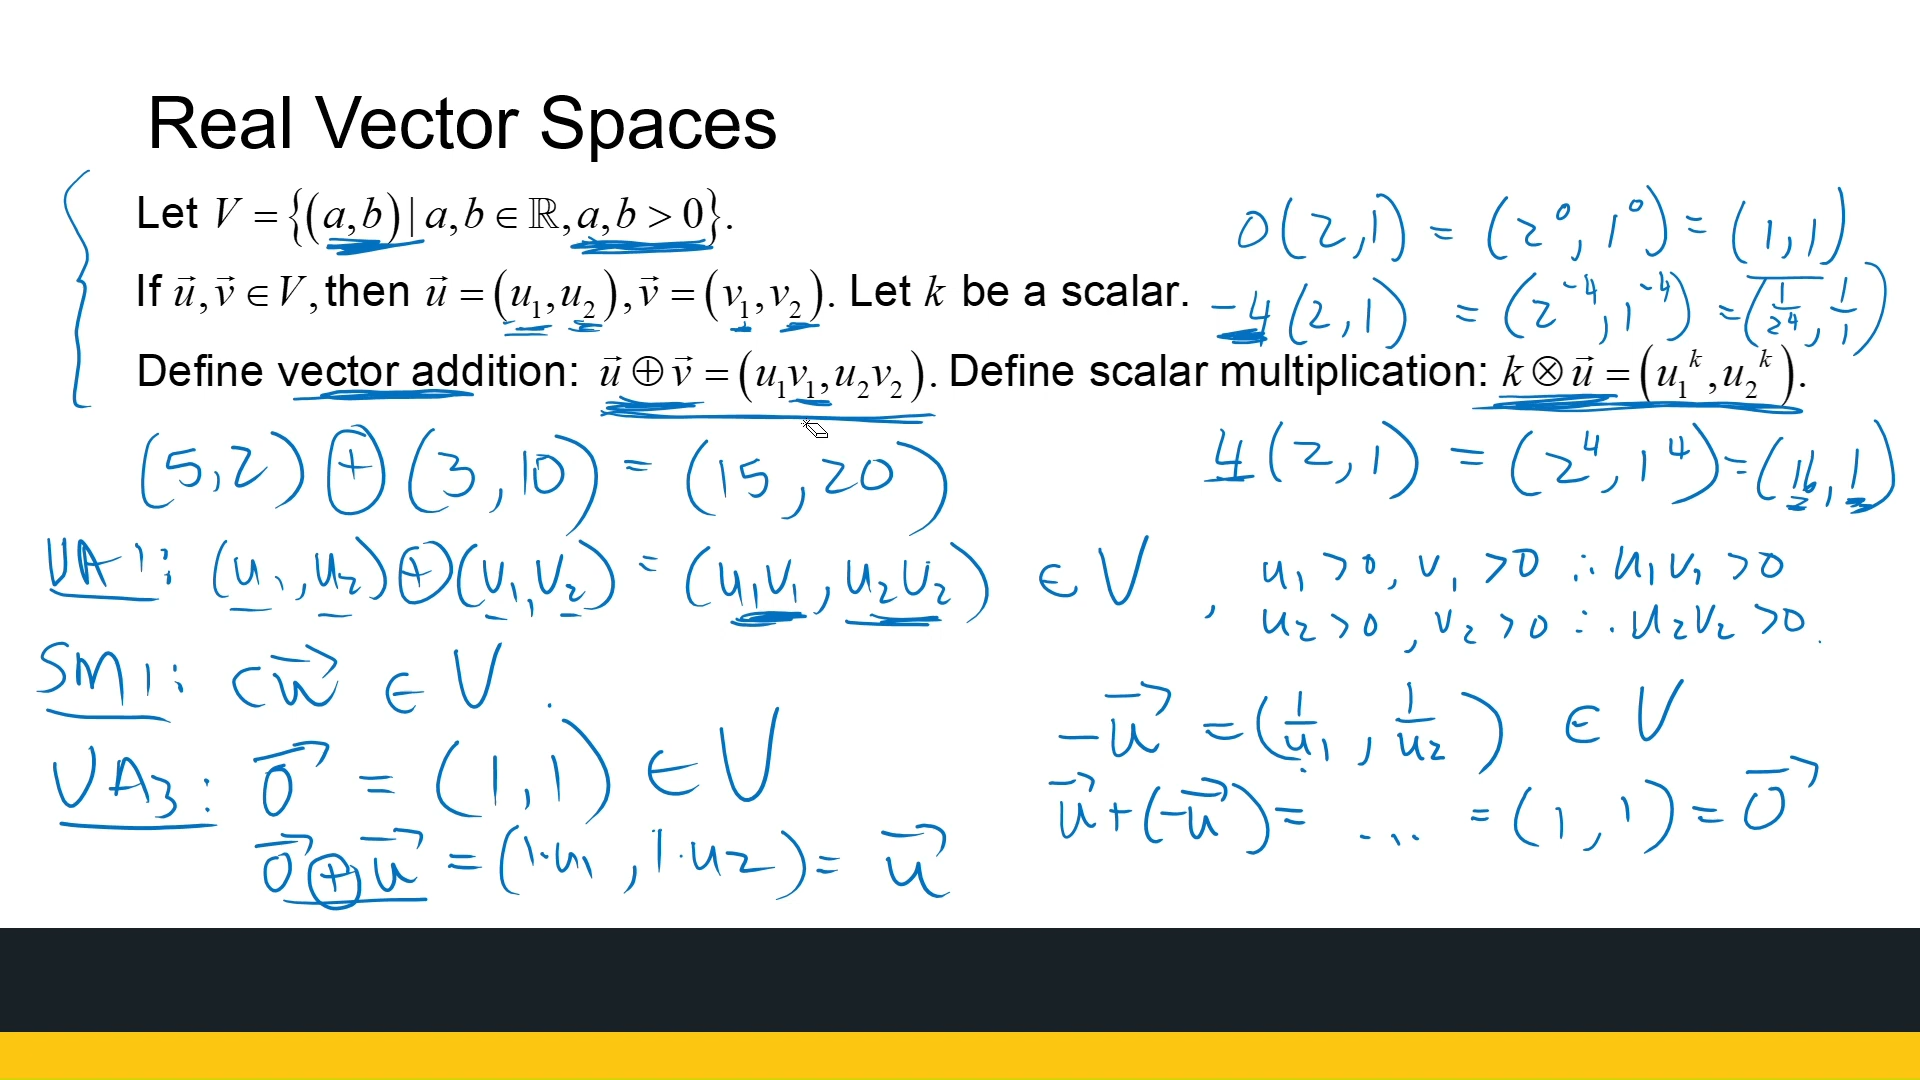 Real Vector Spaces
Let V = {(a,b) | a,b ∈ ℝ, a,b > 0}.
0(2,1) = (2⁰, 1⁰) = (1,1)
If u⃗,v⃗ ∈ V, then u⃗ = (u₁,u₂), v⃗ = (v₁,v₂). Let k be a scalar.
-4(2,1) = (2⁻⁴, 1⁻⁴) = (1/2⁴, 1/1)
Define vector addition: u⃗ ⊕ v⃗ = (u₁v₁,u₂v₂). Define scalar multiplication: k ⊗ u⃗ = (u₁ᵏ,u₂ᵏ).
(5,2) ⊕ (3,10) = (15,20)
4(2,1) = (2⁴, 1⁴) = (16,1)
VA1: (u₁,u₂) ⊕ (v₁,v₂) = (u₁v₁, u₂v₂) ∈ V, u₁>0, v₁>0 ∴ u₁v₁>0
u₂>0, v₂>0 ∴ u₂v₂>0.
SM1: cu⃗ ∈ V.
-u⃗ = (1/u₁, 1/u₂) ∈ V
VA3: 0⃗ = (1,1) ∈ V
u⃗+(-u⃗) = ... = (1,1) = 0⃗
0⃗ ⊕ u⃗ = (1·u₁, 1·u₂) = u⃗